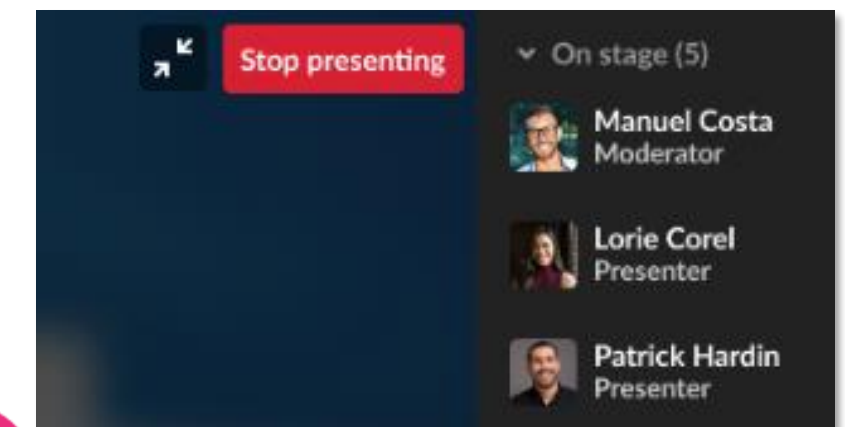 Stop presenting
On stage (5)
Manuel Costa
Moderator
Lorie Corel
Presenter
Patrick Hardin
Presenter